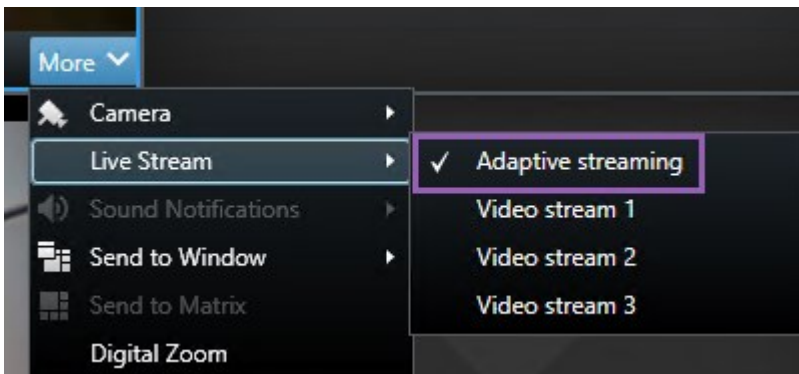 More
Camera
Live Stream
Adaptive streaming
Sound Notifications
Video stream 1
Send to Window
Video stream 2
Send to Matrix
Video stream 3
Digital Zoom